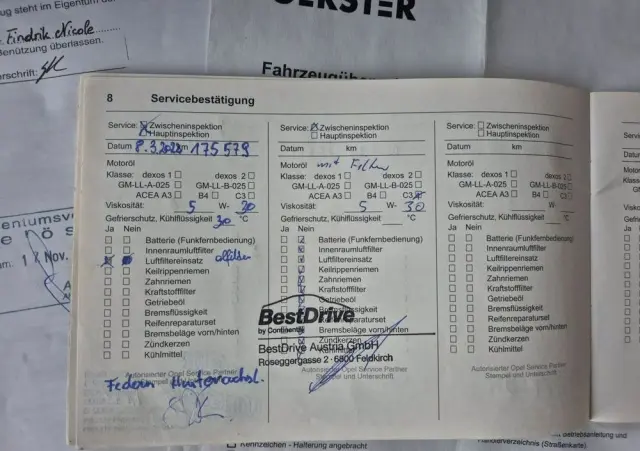 ug steht im Eigentum de
Findrik Nicole
Benützung überlassen.
erschrift:
OERSTER
8 Servicebestätigung
Service: Zwischeninspektion
Hauptinspektion
Datum 8.3.2022 km 175 579
Motoröl
Klasse: dexos 1 dexos 2
GM-LL-A-025 GM-LL-B-025
ACEA A3 B4 C3
Viskosität: 5 W- 30
Gefrierschutz, Kühlflüssigkeit 30 °C
Ja Nein
Batterie (Funkfernbedienung)
Innenraumluftfilter
Luftfiltereinsatz
Keilrippenriemen
Zahnriemen
Kraftstofffilter
Getriebeöl
Bremsflüssigkeit
Reifenreparaturset
Bremsbeläge vorn/hinten
Zündkerzen
Kühlmittel
Autorisierter Opel Service Partner
Federn Hinterachsl.
Service: Zwischeninspektion
Hauptinspektion
Datum km
Motoröl mit Filter
Klasse: dexos 1 dexos 2
GM-LL-A-025 GM-LL-B-025
ACEA A3 B4 C3
Viskosität: 5 W- 30
Gefrierschutz, Kühlflüssigkeit °C
Ja Nein
Batterie (Funkfernbedienung)
Innenraumluftfilter
Luftfiltereinsatz
Keilrippenriemen
Zahnriemen
Kraftstofffilter
Getriebeöl
Bremsflüssigkeit
Reifenreparaturset
Bremsbeläge vorn/hinten
Zündkerzen
BestDrive
by Continental
BestDrive Austria GmbH
Roseggergasse 2 · 6800 Feldkirch
Autorisierter Opel Service Partner
Stempel und Unterschrift
Service: Zwischeninspektion
Hauptinspektion
Datum km
Motoröl
Klasse: dexos 1 dexos 2
GM-LL-A-025 GM-LL-B-025
ACEA A3 B4 C3
Viskosität: W-
Gefrierschutz, Kühlflüssigkeit °C
Ja Nein
Batterie (Funkfernbedienung)
Innenraumluftfilter
Luftfiltereinsatz
Keilrippenriemen
Zahnriemen
Kraftstofffilter
Getriebeöl
Bremsflüssigkeit
Reifenreparaturset
Bremsbeläge vorn/hinten
Zündkerzen
Kühlmittel
Autorisierter Opel Service Partner
Stempel und Unterschrift
Kennzeichen - Halterung angebracht
Betriebsanleitung und
Händlerverzeichnis (Straßenkarte)